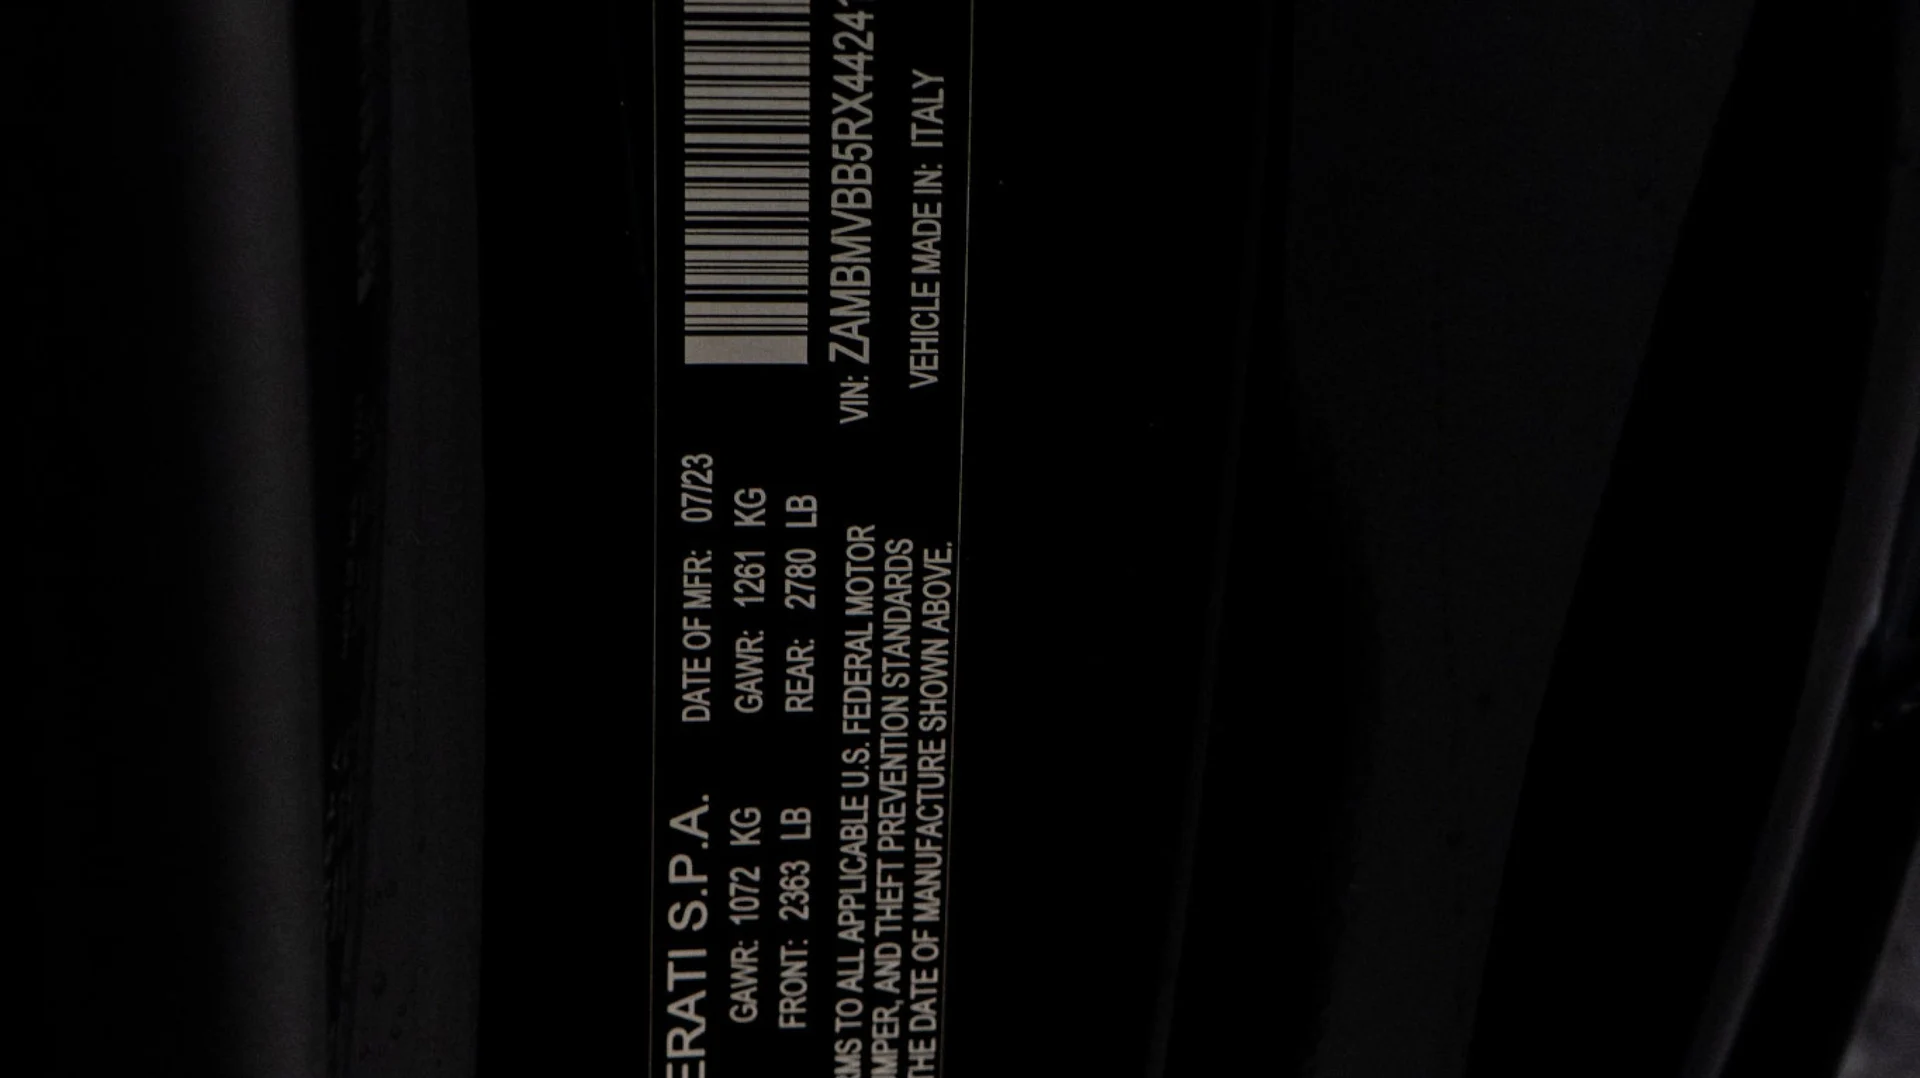 ERATI S.P.A. DATE OF MFR: 07/23
GAWR: 1072 KG GAWR: 1261 KG
FRONT: 2363 LB REAR: 2780 LB
RMS TO ALL APPLICABLE U.S. FEDERAL MOTOR
UMPER, AND THEFT PREVENTION STANDARDS
THE DATE OF MANUFACTURE SHOWN ABOVE.
VIN: ZAMBMVBB5RX4424
VEHICLE MADE IN: ITALY